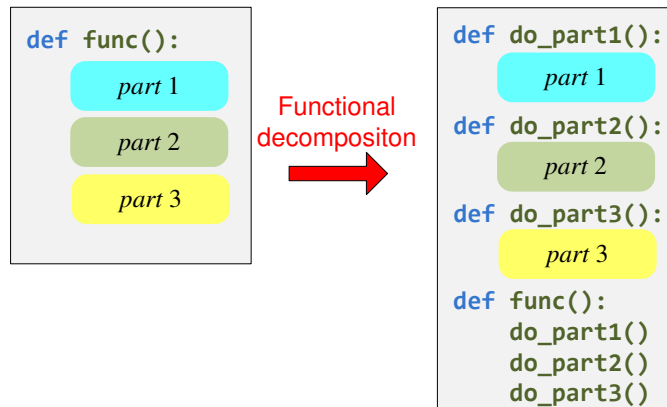 def func():
part 1
part 2
part 3
Functional
decompositon
def do_part1():
part 1
def do_part2():
part 2
def do_part3():
part 3
def func():
do_part1()
do_part2()
do_part3()